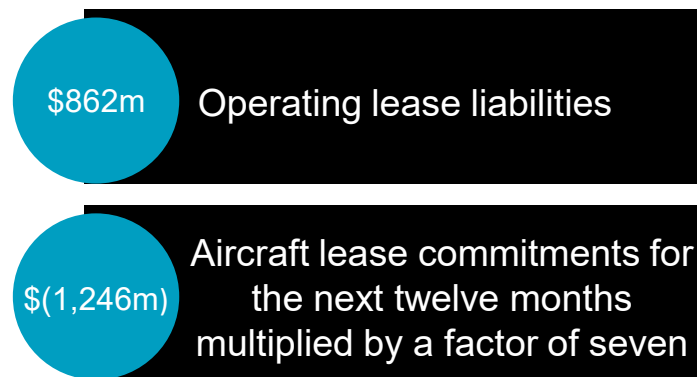 $862m
Operating lease liabilities
$(1,246m)
Aircraft lease commitments for
the next twelve months
multiplied by a factor of seven